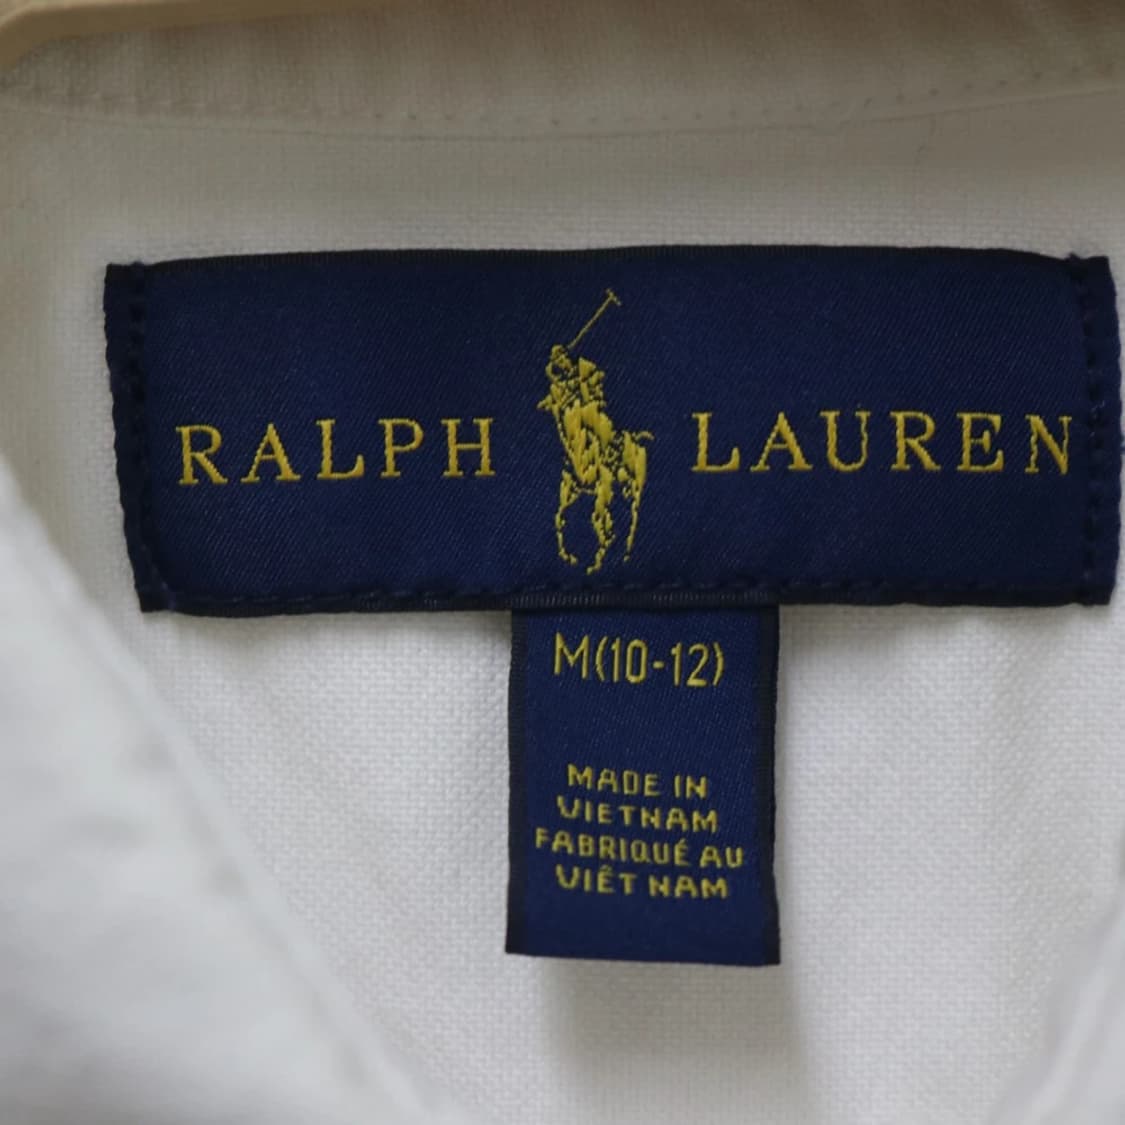 RALPH LAUREN
M(10-12)
MADE IN
VIETNAM
FABRIQUÉ AU
VIÊT NAM